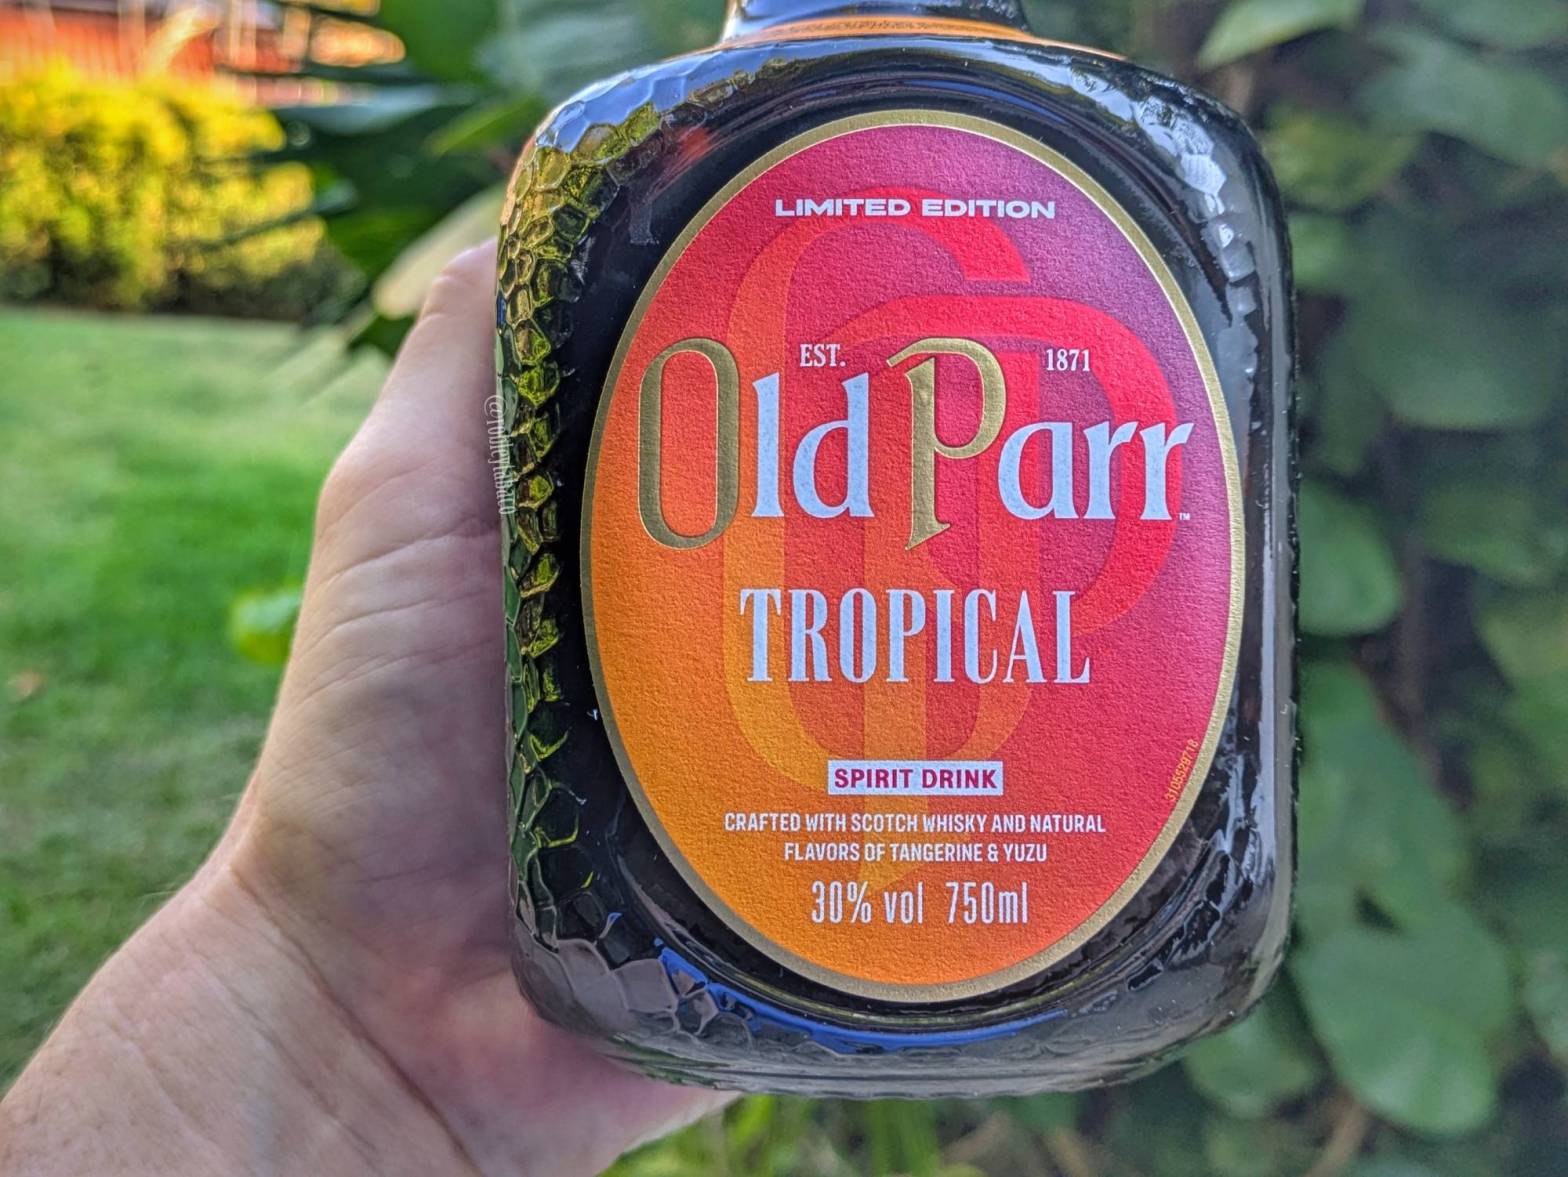 LIMITED EDITION
EST. 1871
Old Parr™
TROPICAL
SPIRIT DRINK
CRAFTED WITH SCOTCH WHISKY AND NATURAL
FLAVORS OF TANGERINE & YUZU
30% vol 750ml